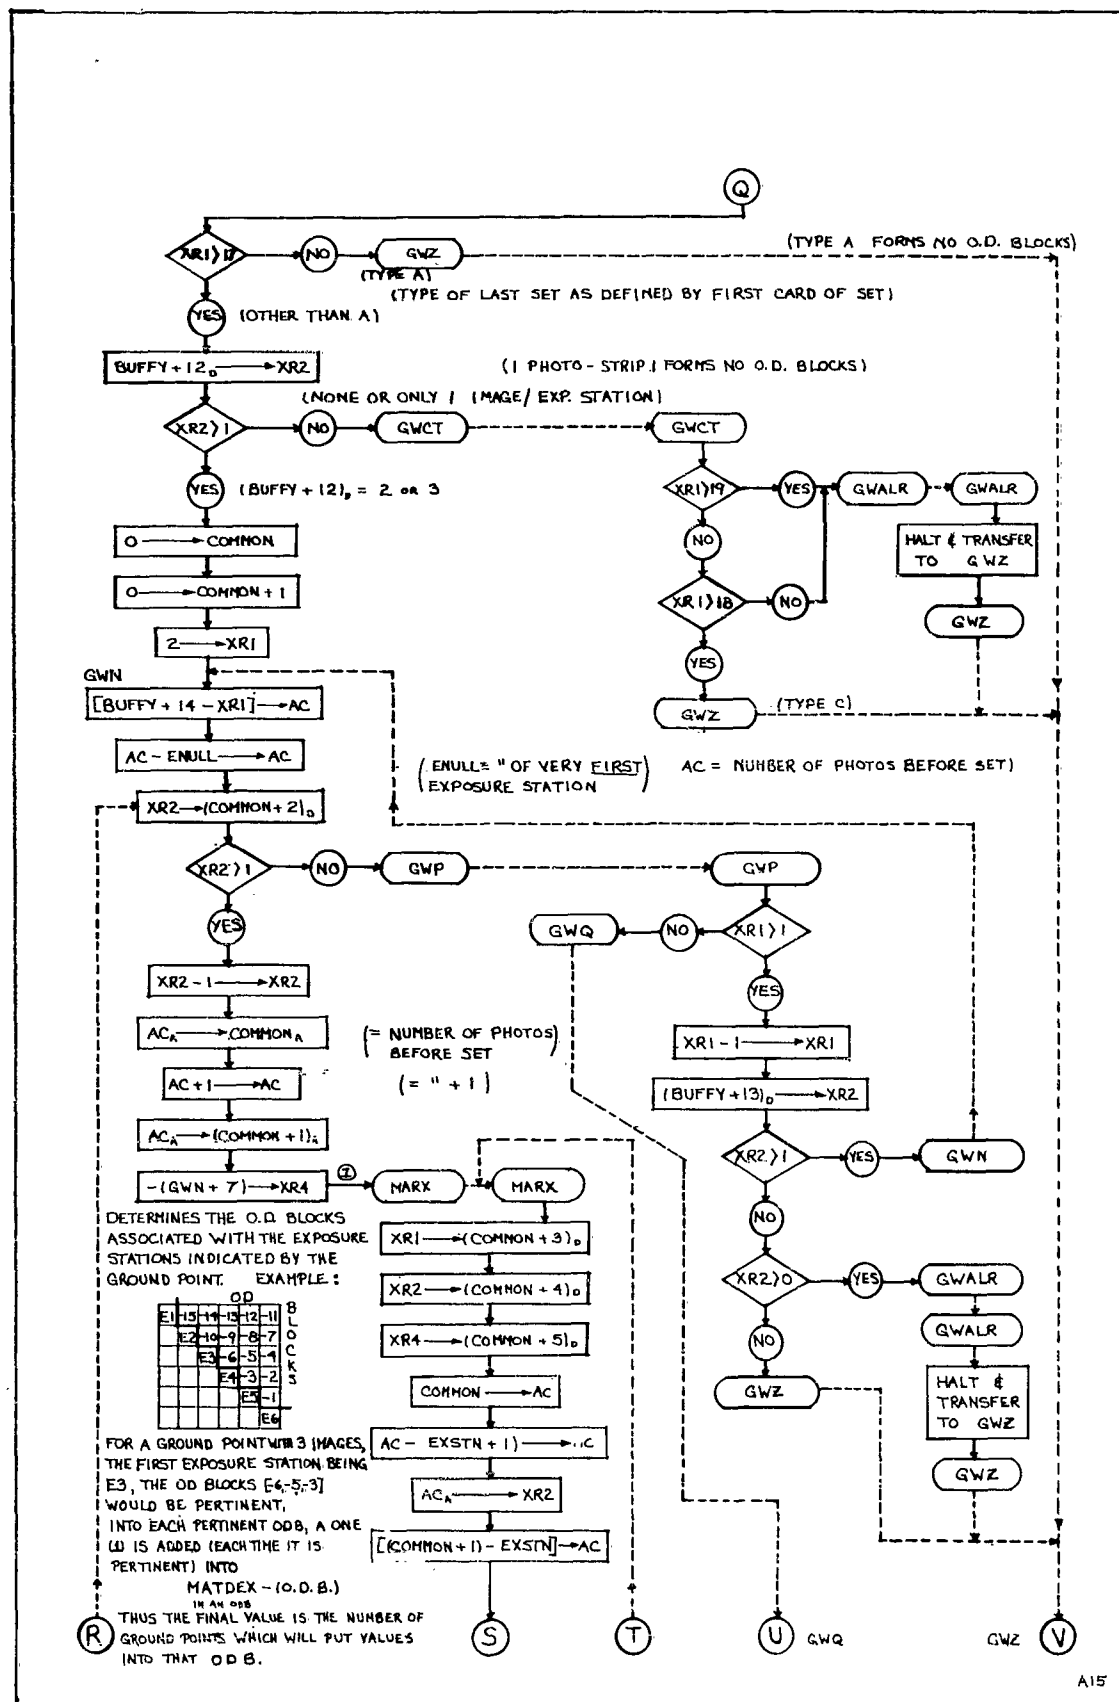 Q
XR1>17
NO
GWZ
(TYPE A FORMS NO O.D. BLOCKS)
(TYPE A)
(TYPE OF LAST SET AS DEFINED BY FIRST CARD OF SET)
YES
(OTHER THAN A)
BUFFY+12D → XR2
(1 PHOTO-STRIP 1 FORMS NO O.D. BLOCKS)
(NONE OR ONLY 1 IMAGE/EXP. STATION)
XR2>1
NO
GWCT
GWCT
YES
(BUFFY+12)D = 2 OR 3
XR1>19
YES
GWALR
GWALR
0 → COMMON
NO
HALT & TRANSFER
TO GWZ
0 → COMMON+1
XR1>18
NO
2 → XR1
GWZ
YES
GWN
[BUFFY+14-XR1] → AC
GWZ
(TYPE C)
AC-ENULL → AC
(ENULL = " OF VERY FIRST)
(EXPOSURE STATION
AC = NUMBER OF PHOTOS BEFORE SET)
XR2 → (COMMON+2)D
XR2>1
NO
GWP
GWP
YES
GWQ
NO
XR1>1
XR2-1 → XR2
YES
ACA → COMMONA
(= NUMBER OF PHOTOS)
BEFORE SET
XR1-1 → XR1
AC+1 → AC
(= " +1)
(BUFFY+13)D → XR2
ACA → (COMMON+1)A
XR2>1
YES
GWN
-(GWN+7) → XR4
MARX
MARX
NO
DETERMINES THE O.D. BLOCKS
ASSOCIATED WITH THE EXPOSURE
STATIONS INDICATED BY THE
GROUND POINT. EXAMPLE:
XR1 → (COMMON+3)D
XR2 → (COMMON+4)D
XR4 → (COMMON+5)D
COMMON → AC
XR2>0
YES
GWALR
GWALR
NO
GWZ
HALT &
TRANSFER
TO GWZ
GWZ
OD
BLOCKS
E1 -15 -14 -13 -12 -11
E2 -10 -9 -8 -7
E3 -6 -5 -4
E4 -3 -2
E5 -1
E6
FOR A GROUND POINT WITH 3 IMAGES,
THE FIRST EXPOSURE STATION BEING
E3, THE OD BLOCKS [-6,-5,-3]
WOULD BE PERTINENT.
INTO EACH PERTINENT ODB, A ONE
(1) IS ADDED (EACH TIME IT IS
PERTINENT) INTO
MATDEX-(O.D.B.)
IN AN ODB
THUS THE FINAL VALUE IS THE NUMBER OF
GROUND POINTS WHICH WILL PUT VALUES
INTO THAT ODB.
AC-EXSTN+1) →
ACA → XR2
[(COMMON+1)-EXSTN] → AC
R
S
T
U
GWQ
GWZ
V
A15